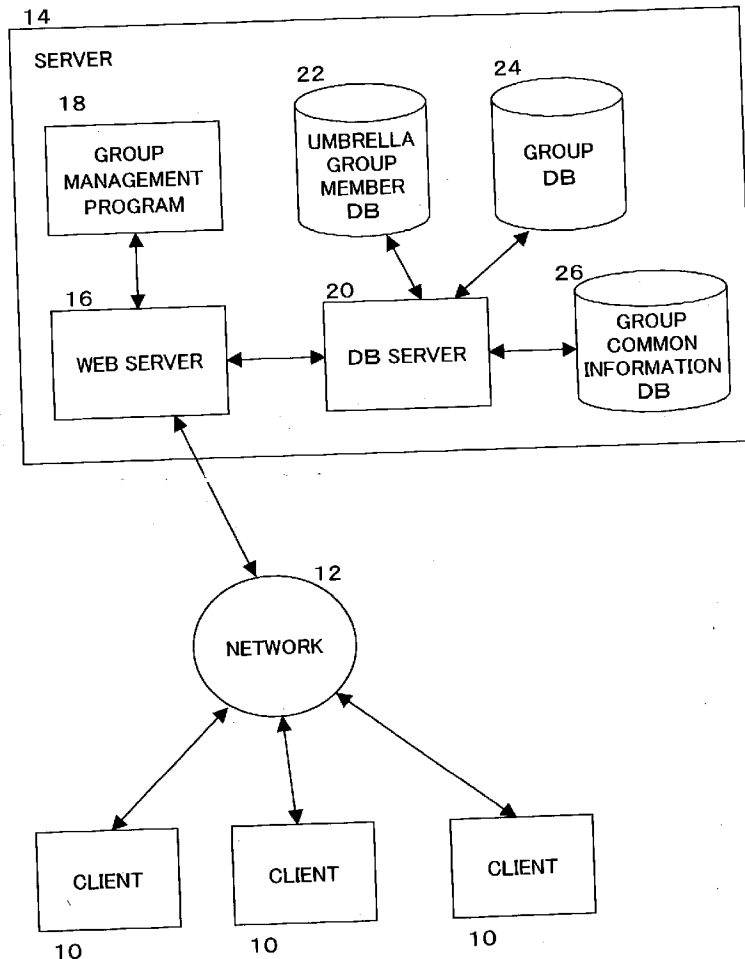 14
SERVER
18
GROUP
MANAGEMENT
PROGRAM
22
UMBRELLA
GROUP
MEMBER
DB
24
GROUP
DB
16
WEB SERVER
20
DB SERVER
26
GROUP
COMMON
INFORMATION
DB
12
NETWORK
CLIENT
10
CLIENT
10
CLIENT
10